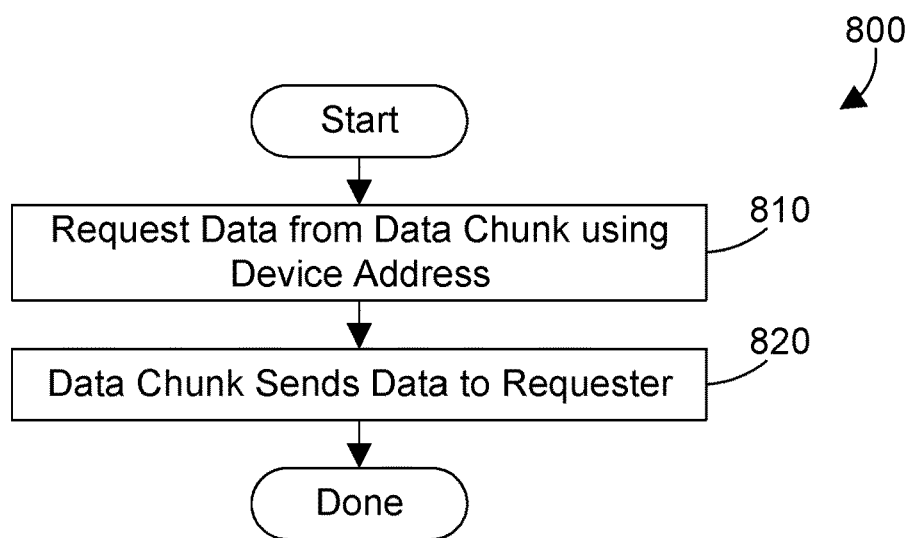 800
Start
Request Data from Data Chunk using
Device Address
810
Data Chunk Sends Data to Requester
820
Done